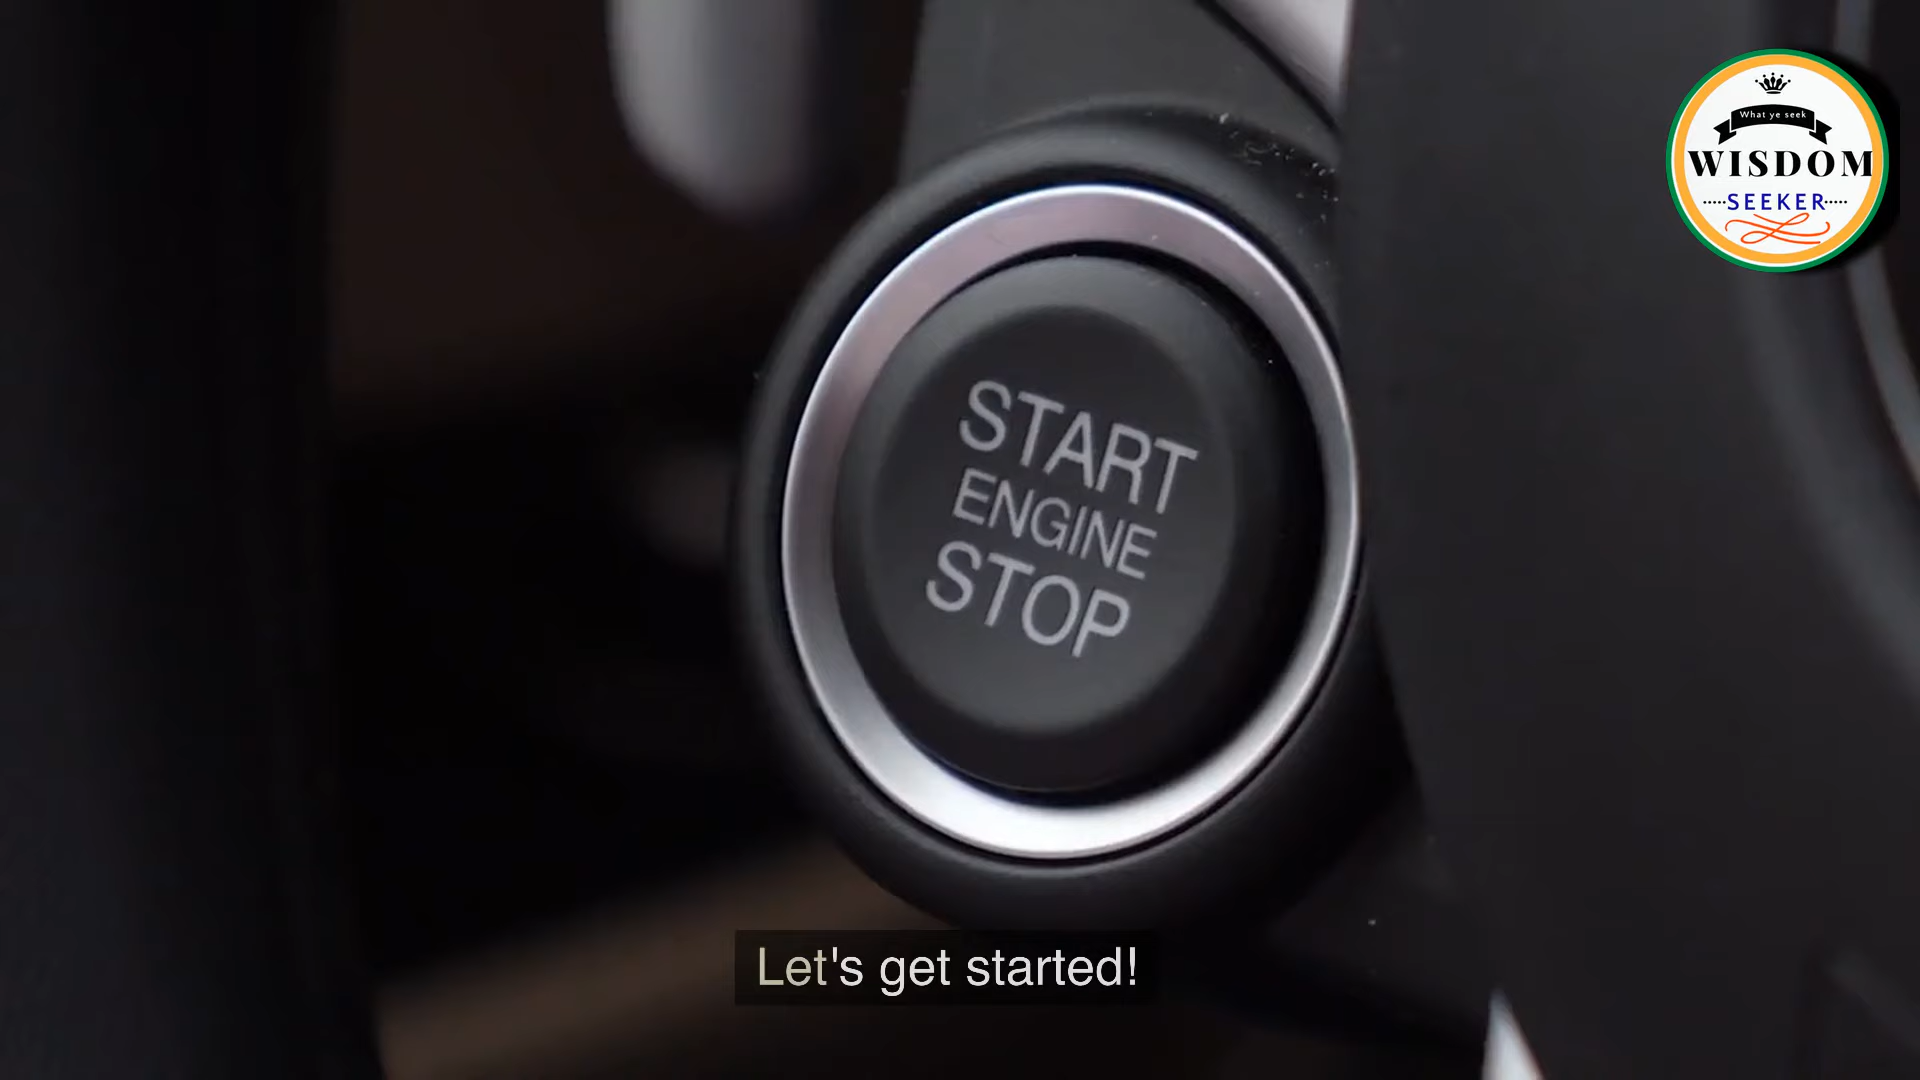 What ye seek
WISDOM
SEEKER
START
ENGINE
STOP
Let's get started!